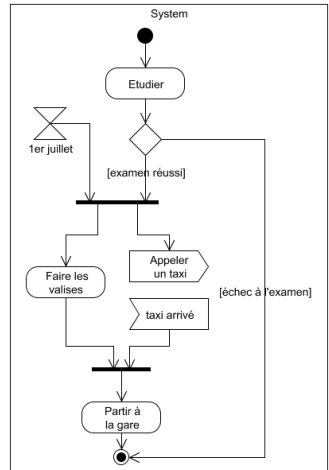 System
Etudier
1er juillet
[examen réussi]
Appeler
un taxi
Faire les
valises
[échec à l'examen]
taxi arrivé
Partir à
la gare